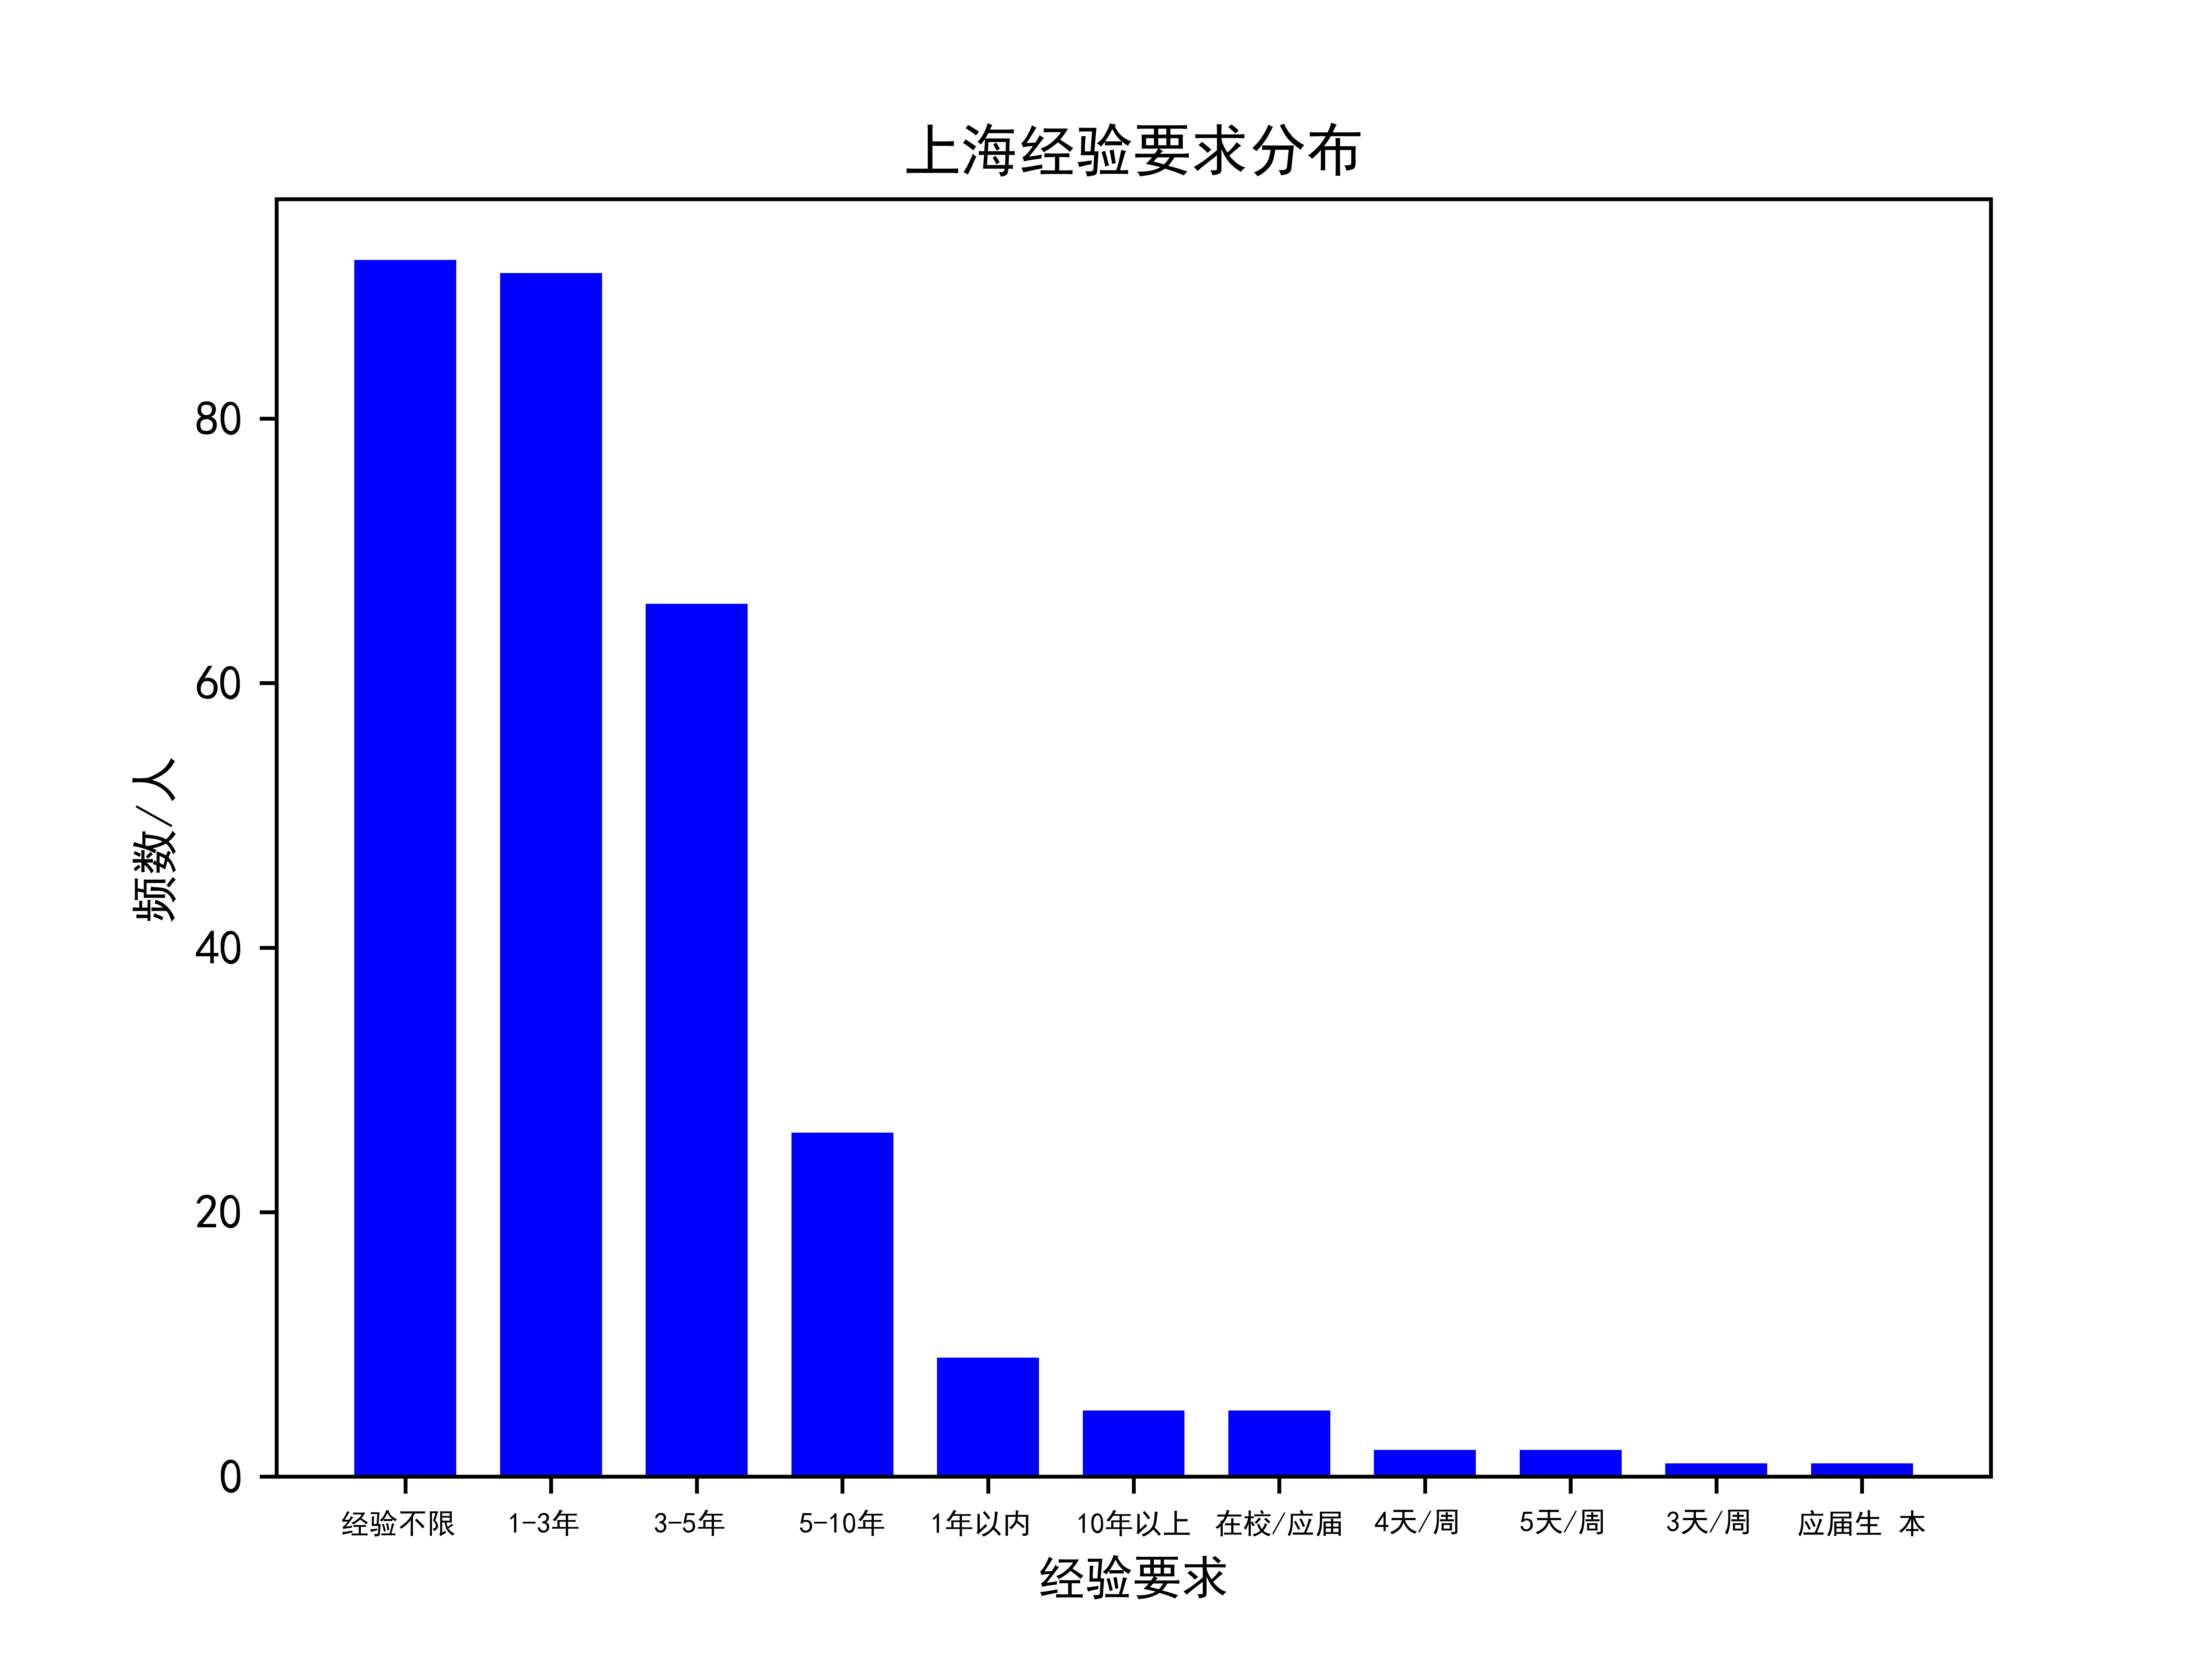 上海经验要求分布
频数/人
80
60
40
20
0
经验不限 1-3年 3-5年 5-10年 1年以内 10年以上 在校/应届 4天/周 5天/周 3天/周 应届生 本
经验要求